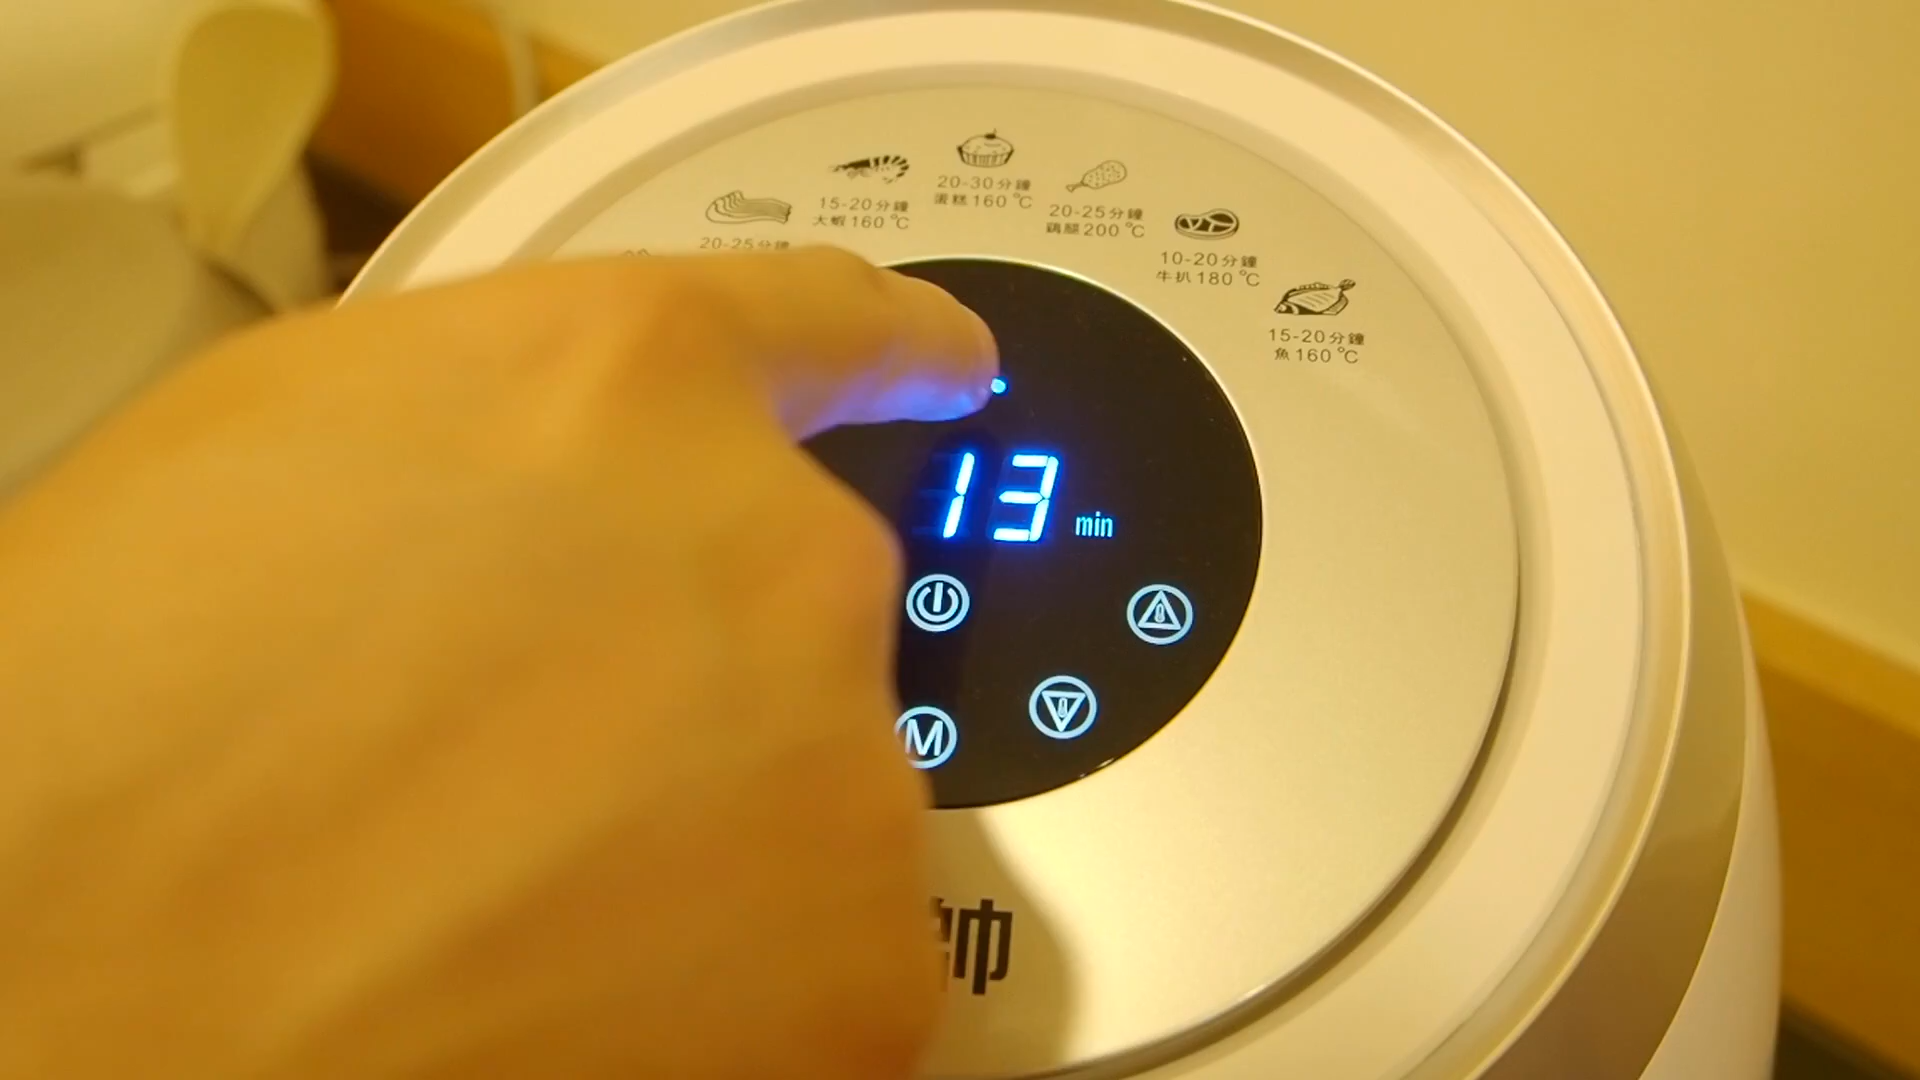 20-25分鐘
15-20分鐘
大蝦160℃
20-30分鐘
蛋糕160℃
20-25分鐘
鷄腿200℃
10-20分鐘
牛扒180℃
15-20分鐘
魚160℃
13 min
M
帥